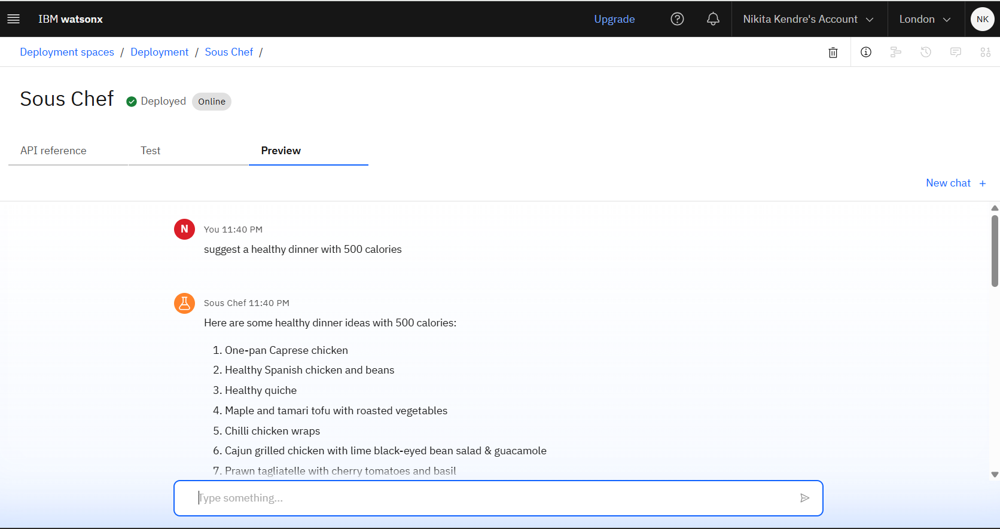 IBM watsonx
Upgrade
Nikita Kendre's Account
London
NK
Deployment spaces / Deployment / Sous Chef /
Sous Chef
Deployed
Online
API reference
Test
Preview
New chat +
N
You 11:40 PM
suggest a healthy dinner with 500 calories
Sous Chef 11:40 PM
Here are some healthy dinner ideas with 500 calories:
1. One-pan Caprese chicken
2. Healthy Spanish chicken and beans
3. Healthy quiche
4. Maple and tamari tofu with roasted vegetables
5. Chilli chicken wraps
6. Cajun grilled chicken with lime black-eyed bean salad & guacamole
7. Prawn tagliatelle with cherry tomatoes and basil
Type something...